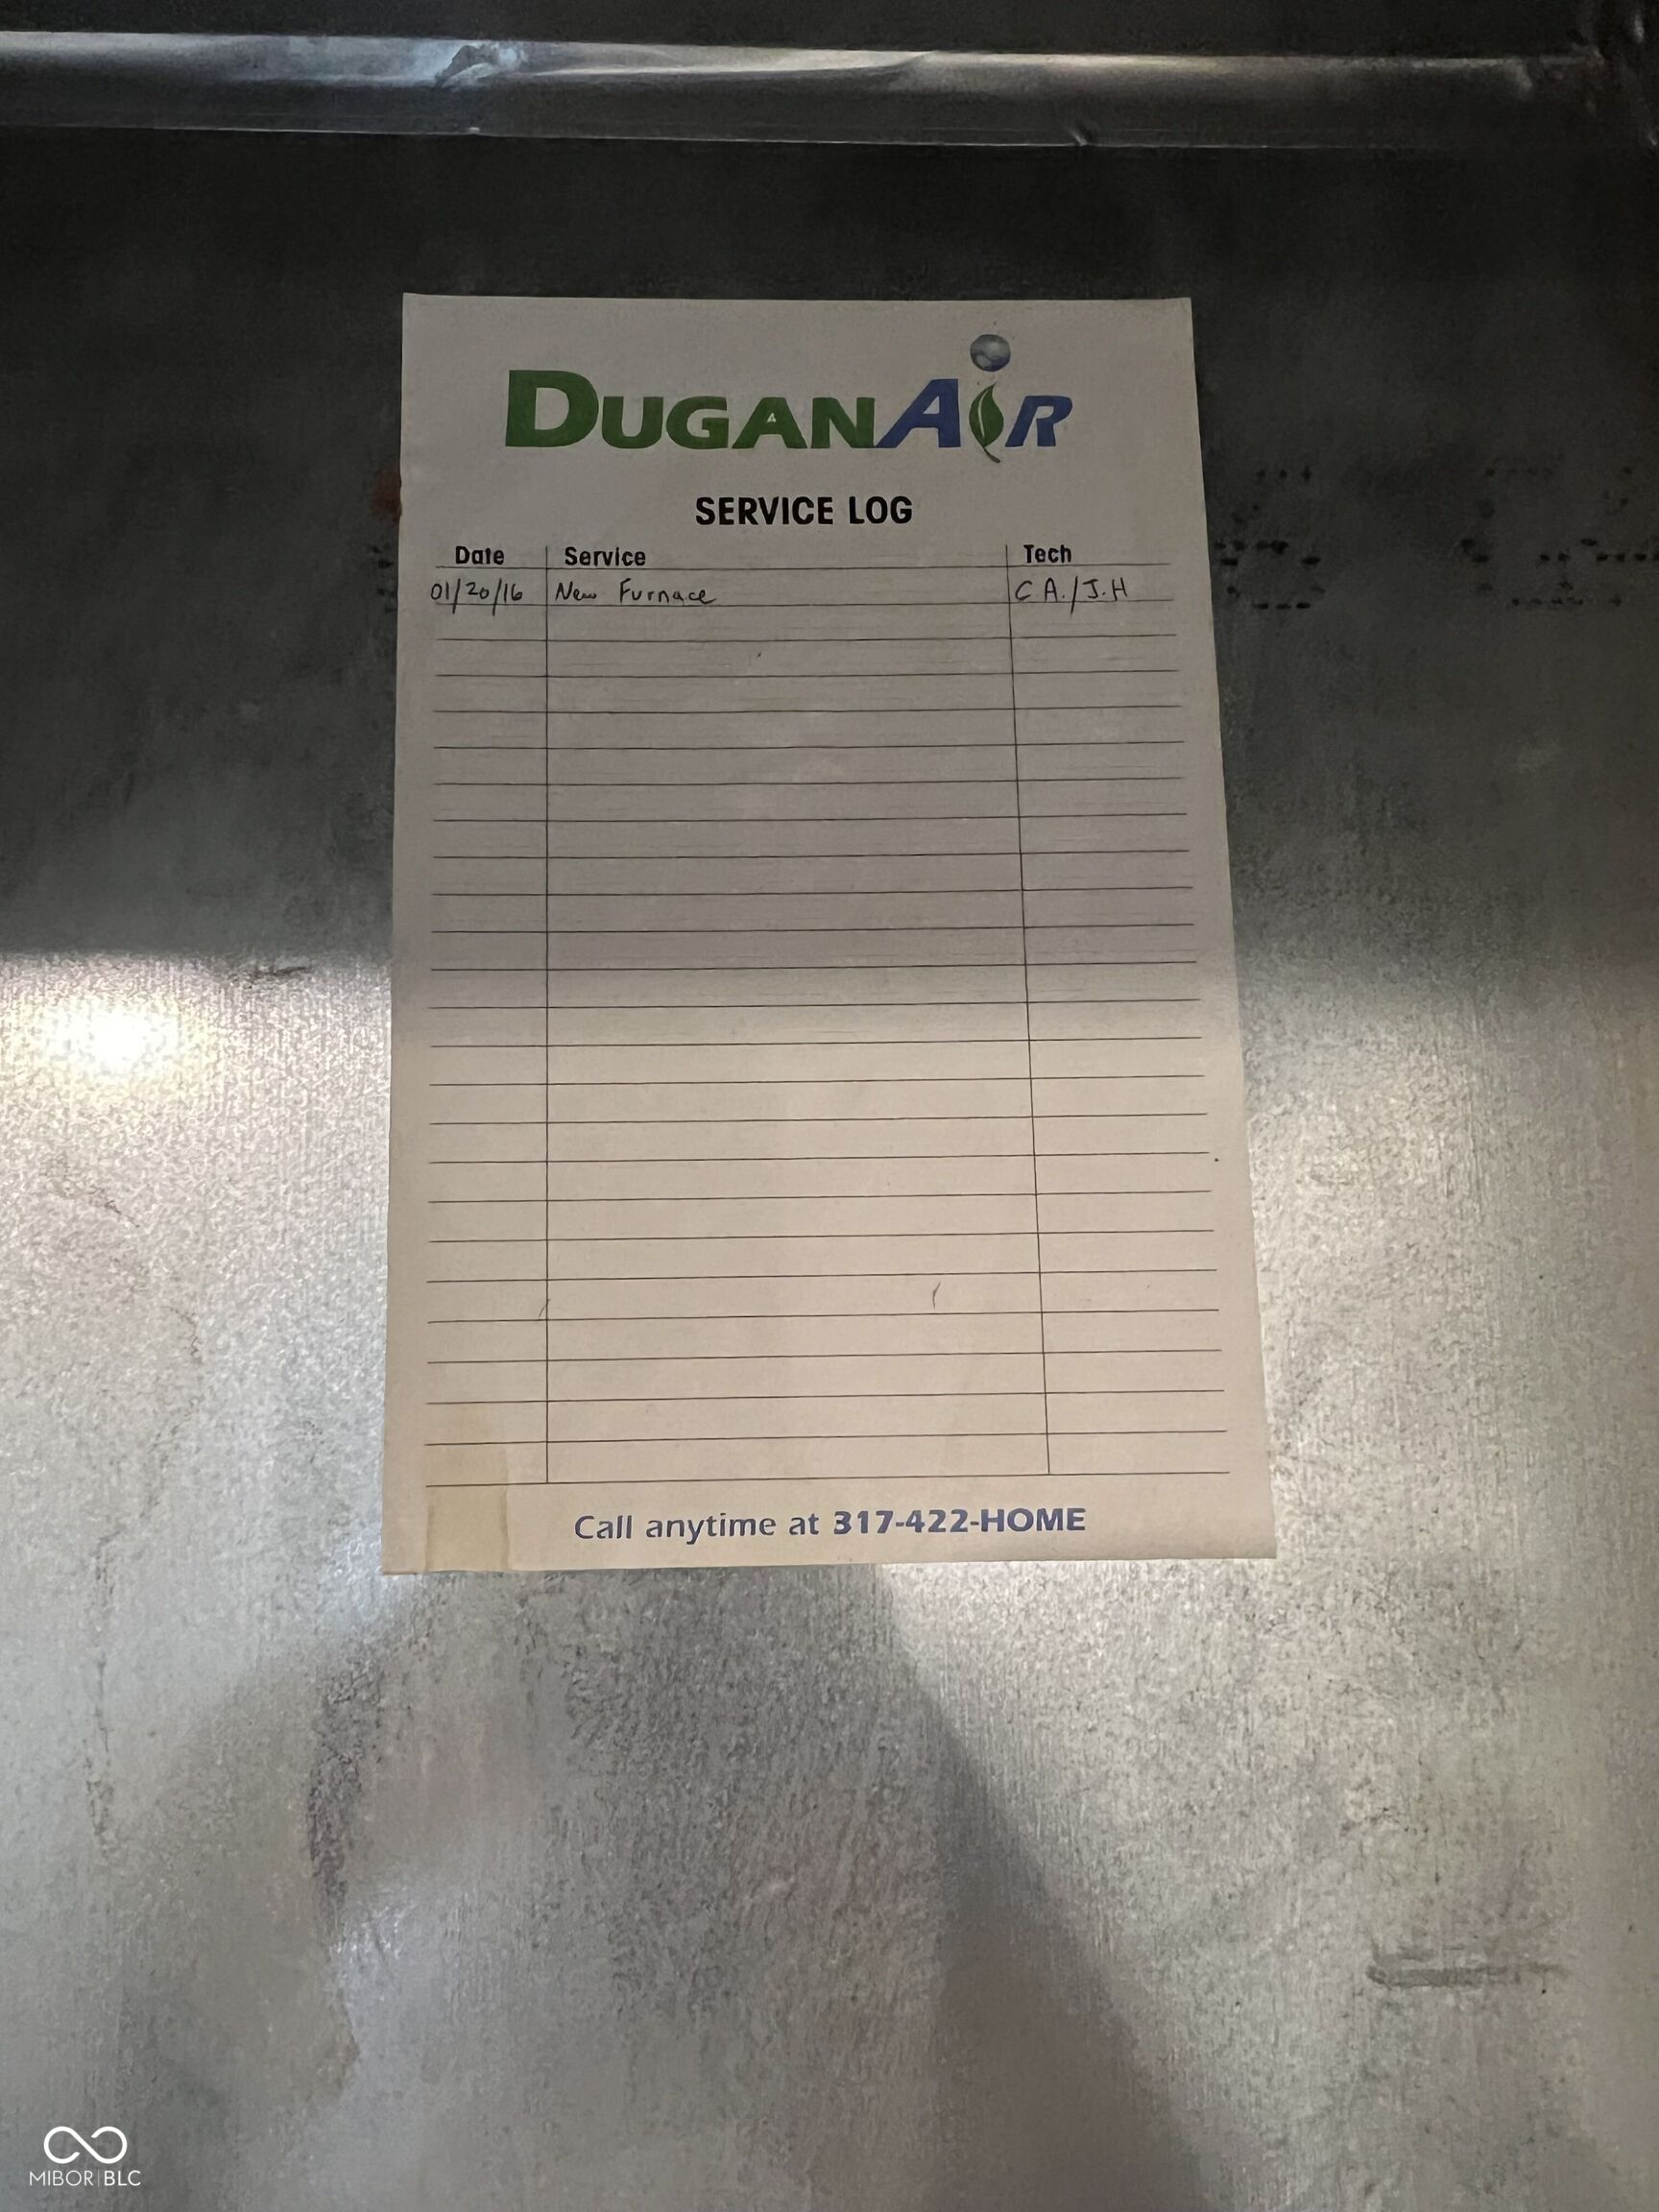 DUGANAIR
SERVICE LOG
Date Service Tech
01/20/16 New Furnace C A./J.H
Call anytime at 317-422-HOME
MIBOR|BLC